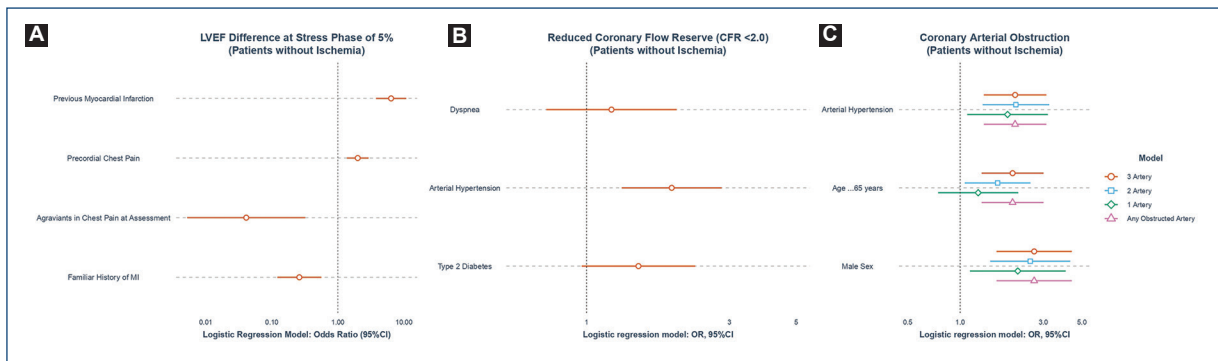 A
LVEF Difference at Stress Phase of 5%
(Patients without Ischemia)
Previous Myocardial Infarction
Precordial Chest Pain
Agraviants in Chest Pain at Assessment
Familiar History of MI
0.01 0.10 1.00 10.00
Logistic Regression Model: Odds Ratio (95%CI)
B
Reduced Coronary Flow Reserve (CFR <2.0)
(Patients without Ischemia)
Dyspnea
Arterial Hypertension
Type 2 Diabetes
1 3 5
Logistic regression model: OR, 95%CI
C
Coronary Arterial Obstruction
(Patients without Ischemia)
Arterial Hypertension
Age ...65 years
Male Sex
0.5 1.0 3.0 5.0
Logistic regression model: OR, 95%CI
Model
3 Artery
2 Artery
1 Artery
Any Obstructed Artery